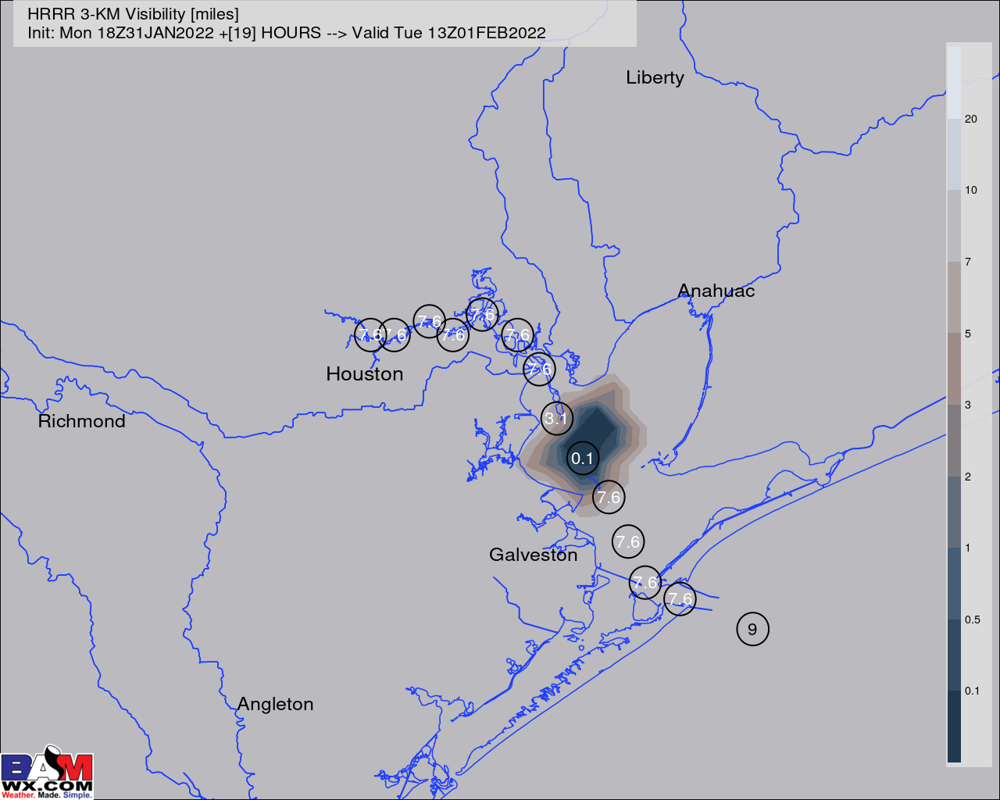 HRRR 3-KM Visibility [miles]
Init: Mon 18Z31JAN2022 +[19] HOURS --> Valid Tue 13Z01FEB2022
Liberty
20
10
7
Anahuac
7.6
7.6
7.6 7.6
7.6
7.6
5
Houston
7.6
3
Richmond
3.1
0.1
2
7.6
7.6
1
Galveston
7.6
7.6
0.5
9
0.1
Angleton
BAM
WX.COM
Weather. Made. Simple.